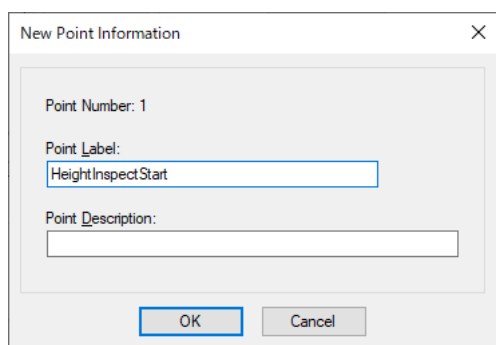 New Point Information
Point Number: 1
Point Label:
HeightInspectStart
Point Description:
OK
Cancel